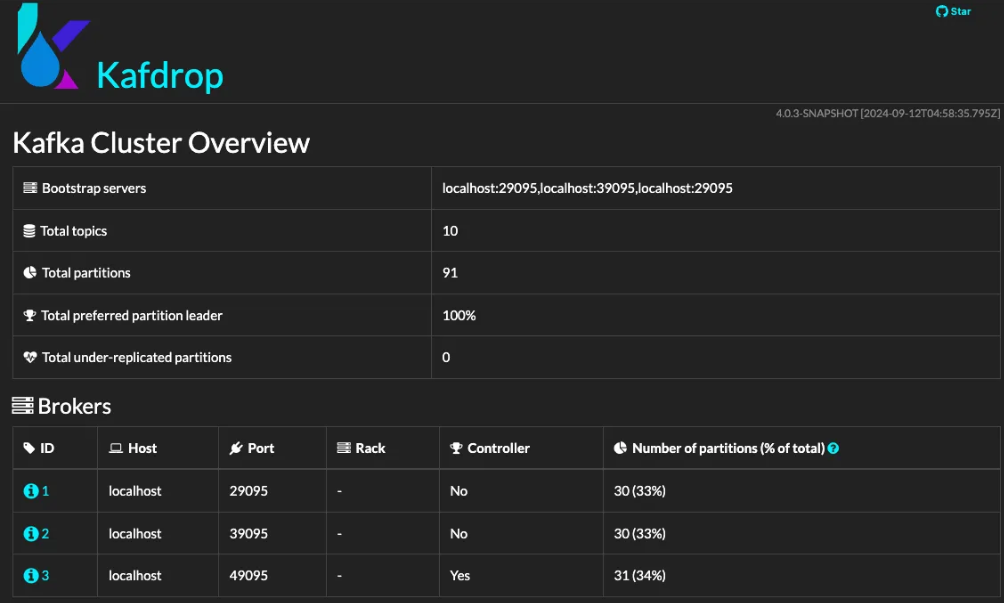 Star
Kafdrop
4.0.3-SNAPSHOT [2024-09-12T04:58:35.795Z]
Kafka Cluster Overview
Bootstrap servers localhost:29095,localhost:39095,localhost:29095
Total topics 10
Total partitions 91
Total preferred partition leader 100%
Total under-replicated partitions 0
Brokers
ID Host Port Rack Controller Number of partitions (% of total)
1 localhost 29095 - No 30 (33%)
2 localhost 39095 - No 30 (33%)
3 localhost 49095 - Yes 31 (34%)